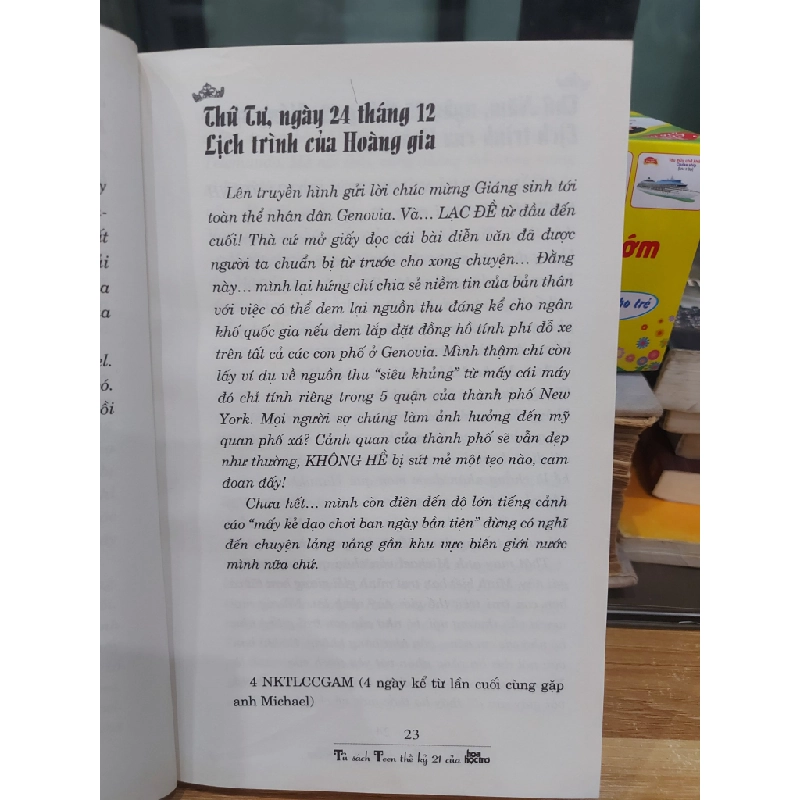 Thứ Tư, ngày 24 tháng 12
Lịch trình của Hoàng gia
Lên truyền hình gửi lời chúc mừng Giáng sinh tới
toàn thể nhân dân Genovia. Và... LẠC ĐỀ từ đầu đến
cuối! Thà cứ mở giấy đọc cái bài diễn văn đã được
người ta chuẩn bị từ trước cho xong chuyện... Đằng
này... mình lại hứng chí chia sẻ niềm tin của bản thân
với việc có thể đem lại nguồn thu đáng kể cho ngân
khố quốc gia nếu đem lắp đặt đồng hồ tính phí đỗ xe
trên tất cả các con phố ở Genovia. Mình thậm chí còn
lấy ví dụ về nguồn thu "siêu khủng" từ mấy cái máy
đó chỉ tính riêng trong 5 quận của thành phố New
York. Mọi người sợ chúng làm ảnh hưởng đến mỹ
quan phố xá? Cảnh quan của thành phố sẽ vẫn đẹp
như thường, KHÔNG HỀ bị sứt mẻ một tẹo nào, cam
đoan đấy!
Chưa hết... mình còn điên đến độ lớn tiếng cảnh
cáo "mấy kẻ dạo chơi ban ngày bần tiện" đừng có nghĩ
đến chuyện lảng vảng gần khu vực biên giới nước
mình nữa chứ.
4 NKTLCCGAM (4 ngày kể từ lần cuối cùng gặp
anh Michael)
23
Tủ sách Teen thế kỷ 21 của hoa học trò